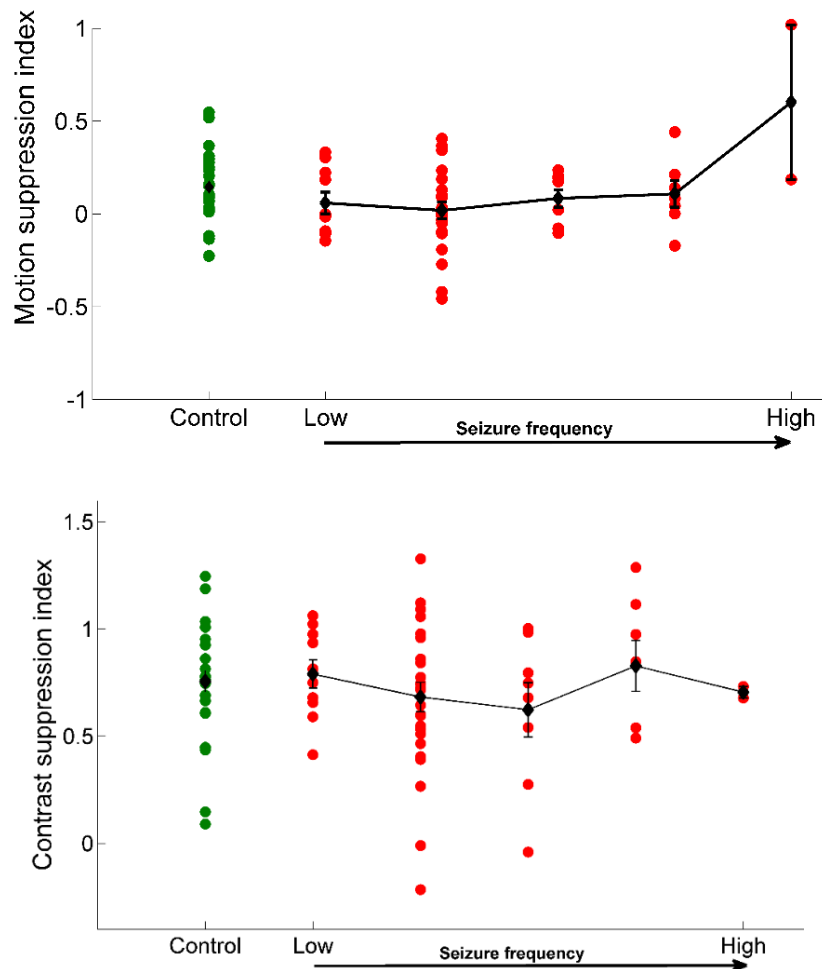 Motion suppression index
1
0.5
0
-0.5
-1
Control Low High
Seizure frequency
Contrast suppression index
1.5
1
0.5
0
Control Low High
Seizure frequency